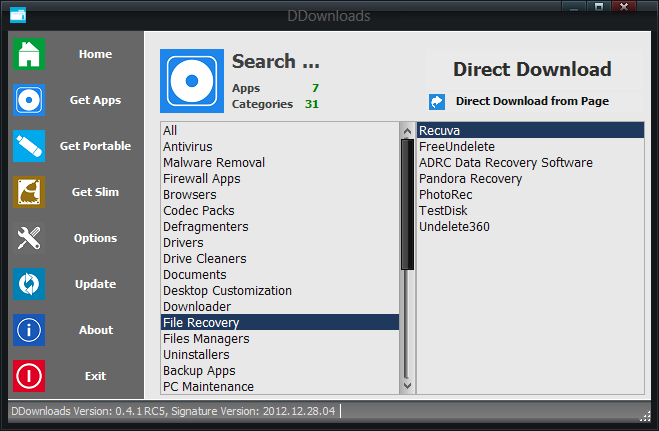 DDownloads
Home
Get Apps
Get Portable
Get Slim
Options
Update
About
Exit
Search ...
Apps 7
Categories 31
Direct Download
Direct Download from Page
All
Antivirus
Malware Removal
Firewall Apps
Browsers
Codec Packs
Defragmenters
Drivers
Drive Cleaners
Documents
Desktop Customization
Downloader
File Recovery
Files Managers
Uninstallers
Backup Apps
PC Maintenance
Recuva
FreeUndelete
ADRC Data Recovery Software
Pandora Recovery
PhotoRec
TestDisk
Undelete360
DDownloads Version: 0.4.1 RC5, Signature Version: 2012.12.28.04